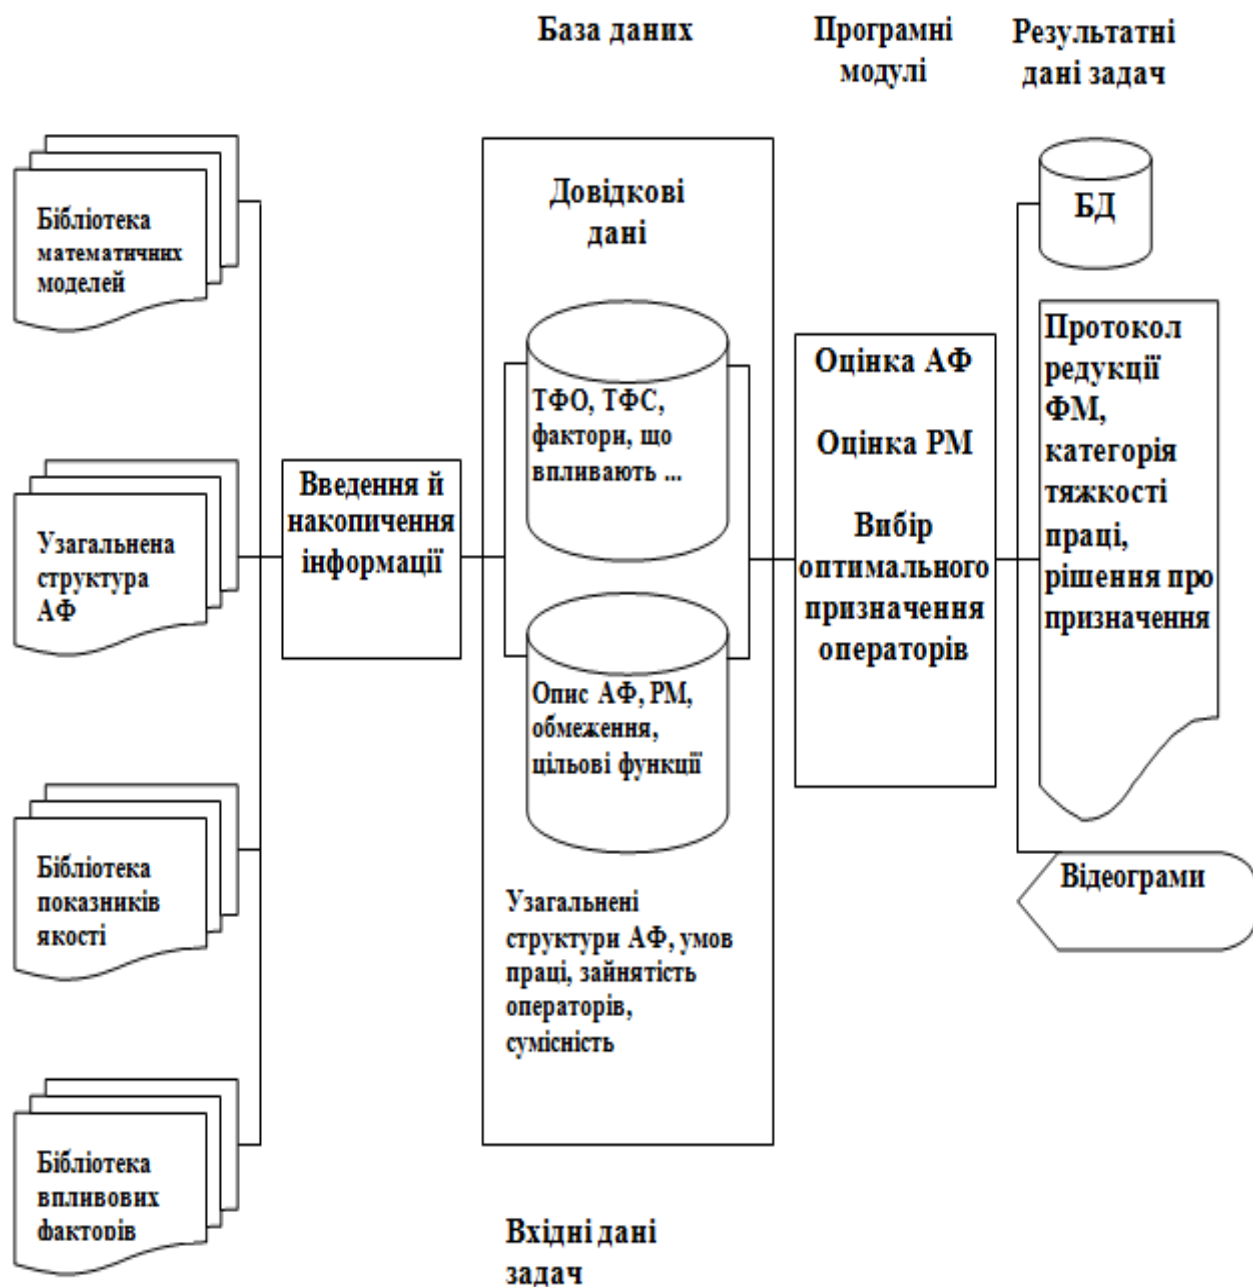 База даних
Програмні
модулі
Результатні
дані задач
Бібліотека
математичних
моделей
Узагальнена
структура
АФ
Бібліотека
показників
якості
Бібліотека
впливових
факторів
Введення й
накопичення
інформації
Довідкові
дані
ТФО, ТФС,
фактори, що
впливають ...
Опис АФ, РМ,
обмеження,
цільові функції
Узагальнені
структури АФ, умов
праці, зайнятість
операторів,
сумісність
Вхідні дані
задач
Оцінка АФ
Оцінка РМ
Вибір
оптимального
призначення
операторів
БД
Протокол
редукції
ФМ,
категорія
тяжкості
праці,
рішення про
призначення
Відеограми